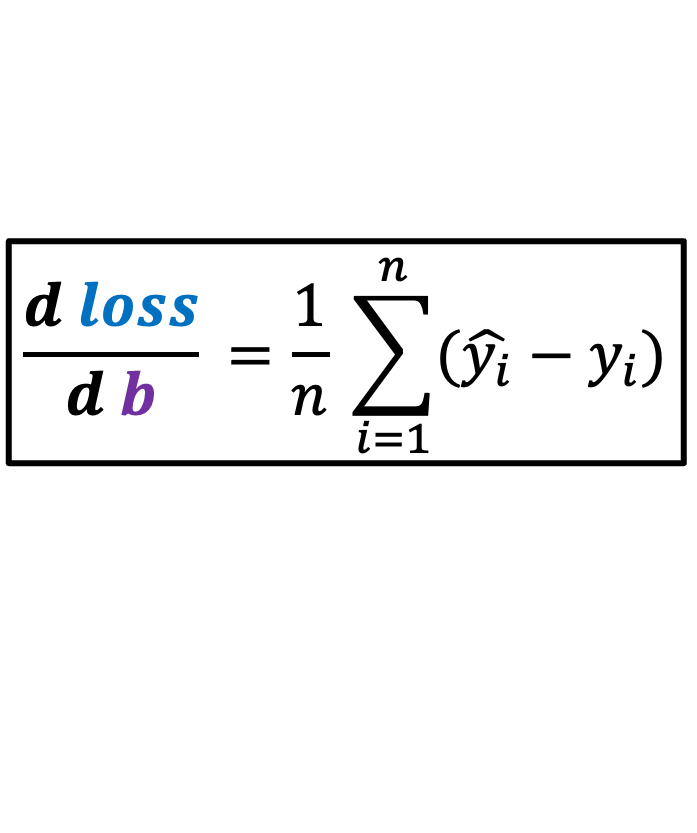 d loss / d b = 1/n ∑_{i=1}^{n} (ŷ_i − y_i)